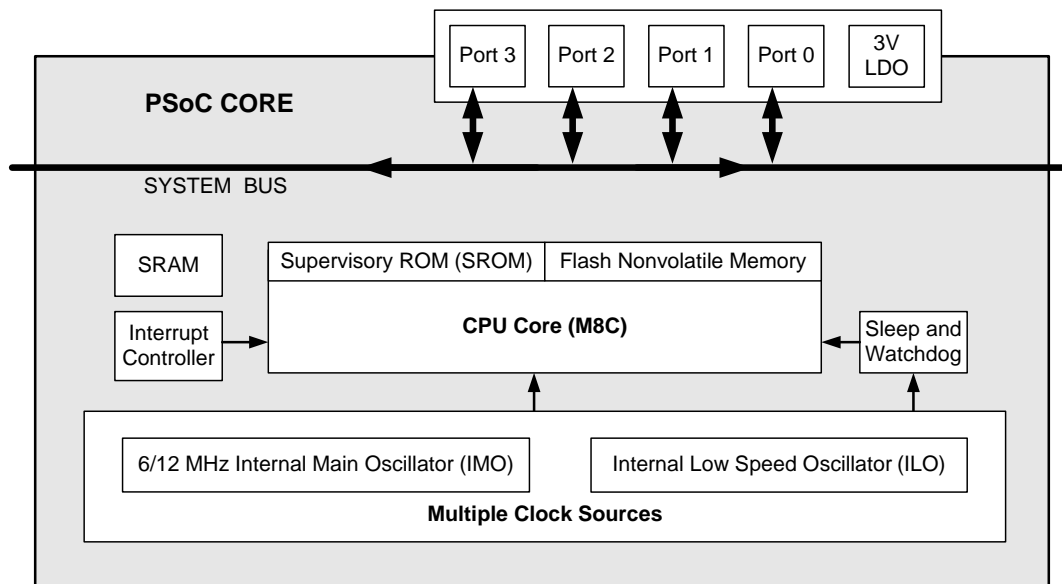 Port 3
Port 2
Port 1
Port 0
3V
LDO
PSoC CORE
SYSTEM BUS
SRAM
Supervisory ROM (SROM)
Flash Nonvolatile Memory
CPU Core (M8C)
Interrupt
Controller
Sleep and
Watchdog
6/12 MHz Internal Main Oscillator (IMO)
Internal Low Speed Oscillator (ILO)
Multiple Clock Sources